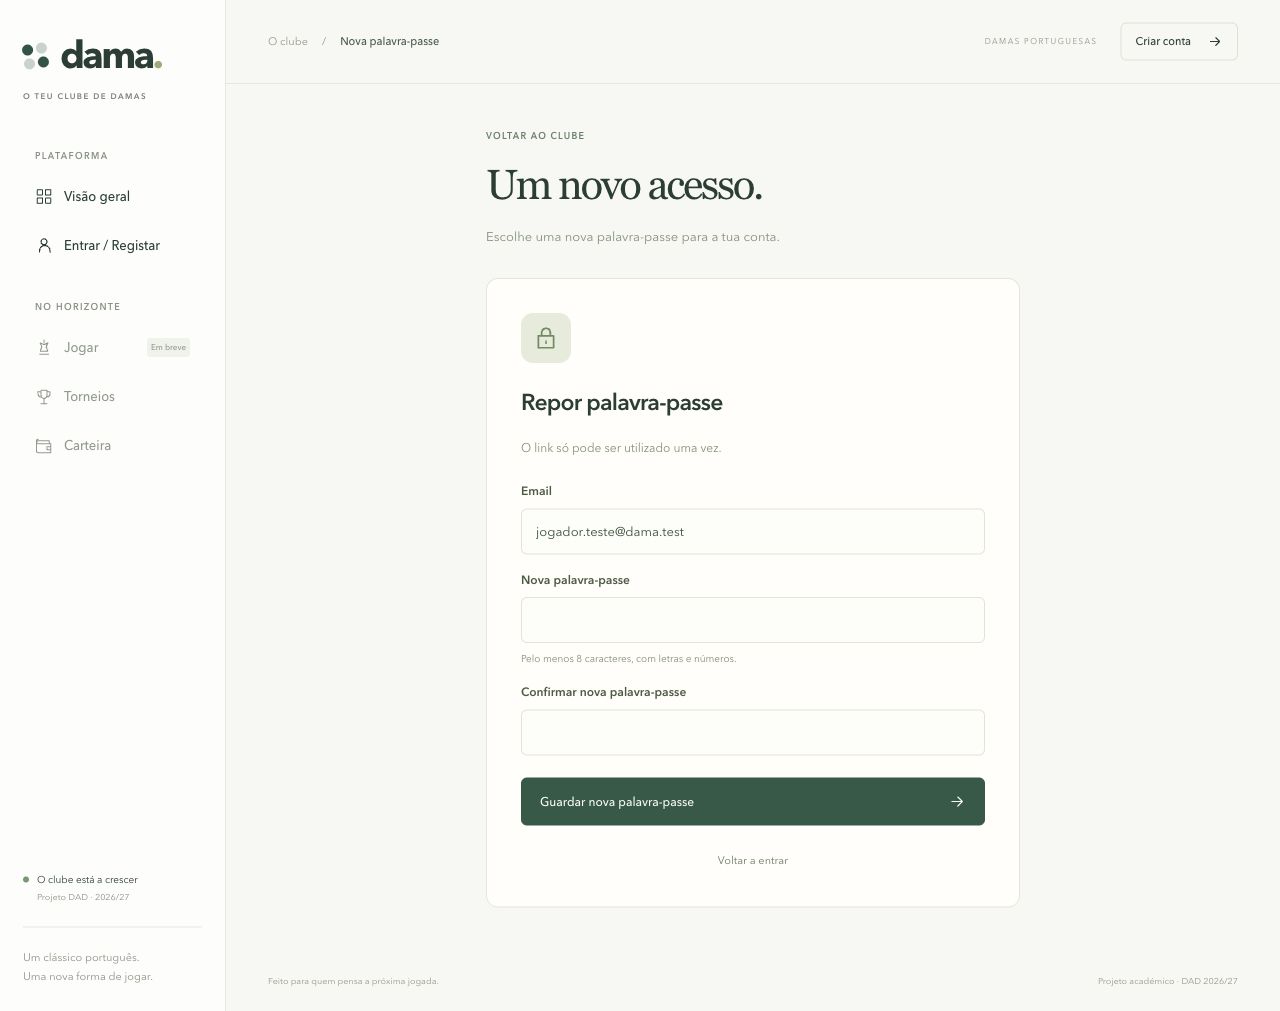 dama.
O TEU CLUBE DE DAMAS
PLATAFORMA
Visão geral
Entrar / Registar
NO HORIZONTE
Jogar
Em breve
Torneios
Carteira
O clube está a crescer
Projeto DAD · 2026/27
Um clássico português.
Uma nova forma de jogar.
O clube / Nova palavra-passe
DAMAS PORTUGUESAS
Criar conta →
VOLTAR AO CLUBE
Um novo acesso.
Escolhe uma nova palavra-passe para a tua conta.
Repor palavra-passe
O link só pode ser utilizado uma vez.
Email
jogador.teste@dama.test
Nova palavra-passe
Pelo menos 8 caracteres, com letras e números.
Confirmar nova palavra-passe
Guardar nova palavra-passe →
Voltar a entrar
Feito para quem pensa a próxima jogada.
Projeto académico · DAD 2026/27